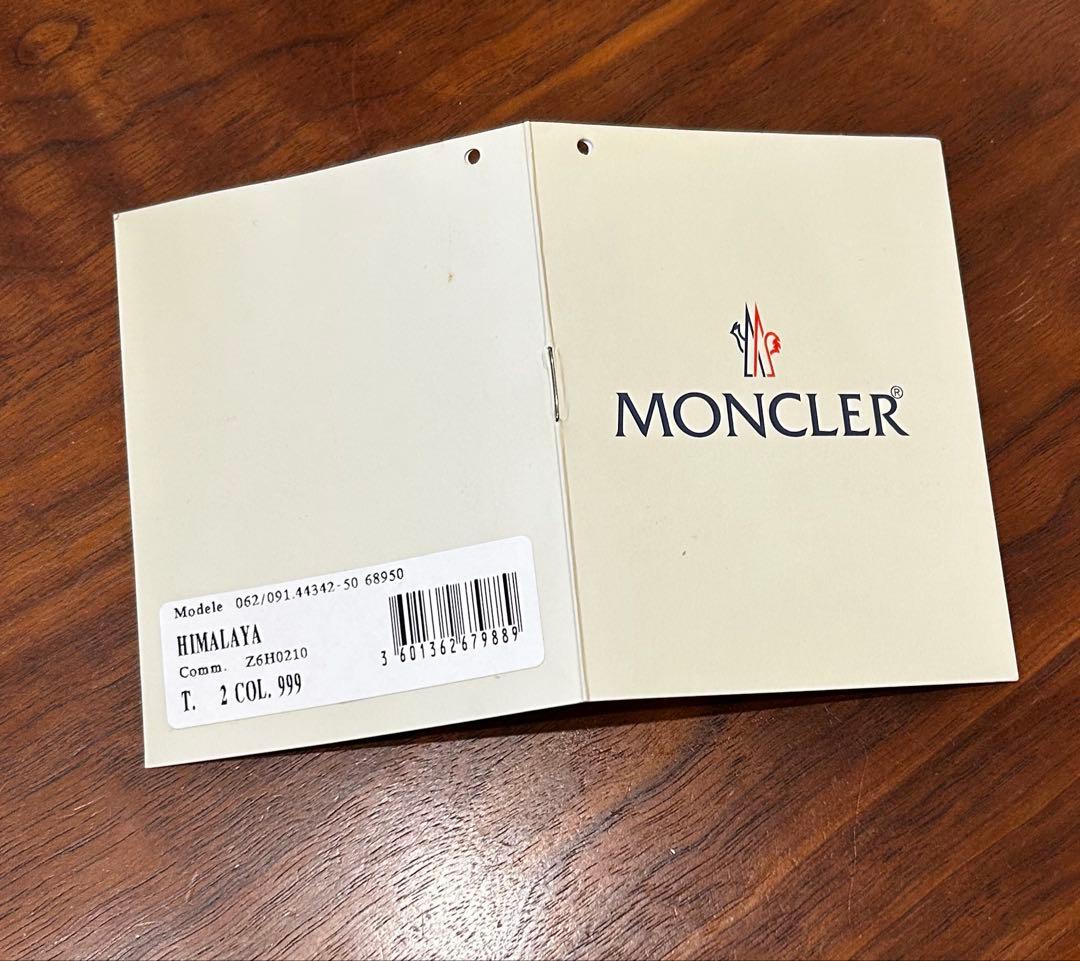 Modele 062/091.44342-50 68950
HIMALAYA
Comm. Z6H0210
T. 2 COL. 999
3 601362 679889
MONCLER®